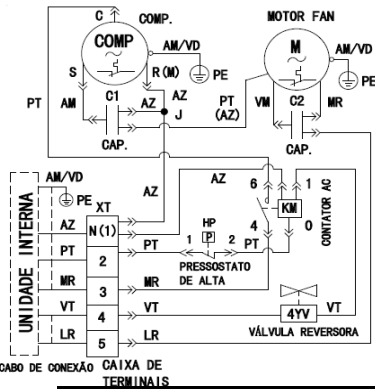 C
COMP.
MOTOR FAN
COMP
AM/VD
M
AM/VD
S
R(M)
PE
PE
PT
AM
C1
AZ
AZ
PT
(AZ)
VM
C2
MR
CAP.
J
CAP.
AM/VD
PE
AZ
AZ
6
1
KM
CONTATOR AC
UNIDADE INTERNA
XT
AZ
N(1)
HP
P
4
0
PT
2
PT
1
2
PT
PRESSOSTATO
DE ALTA
MR
3
MR
VT
4
VT
4YV
VT
VÁLVULA REVERSORA
LR
5
LR
CABO DE CONEXÃO
CAIXA DE
TERMINAIS